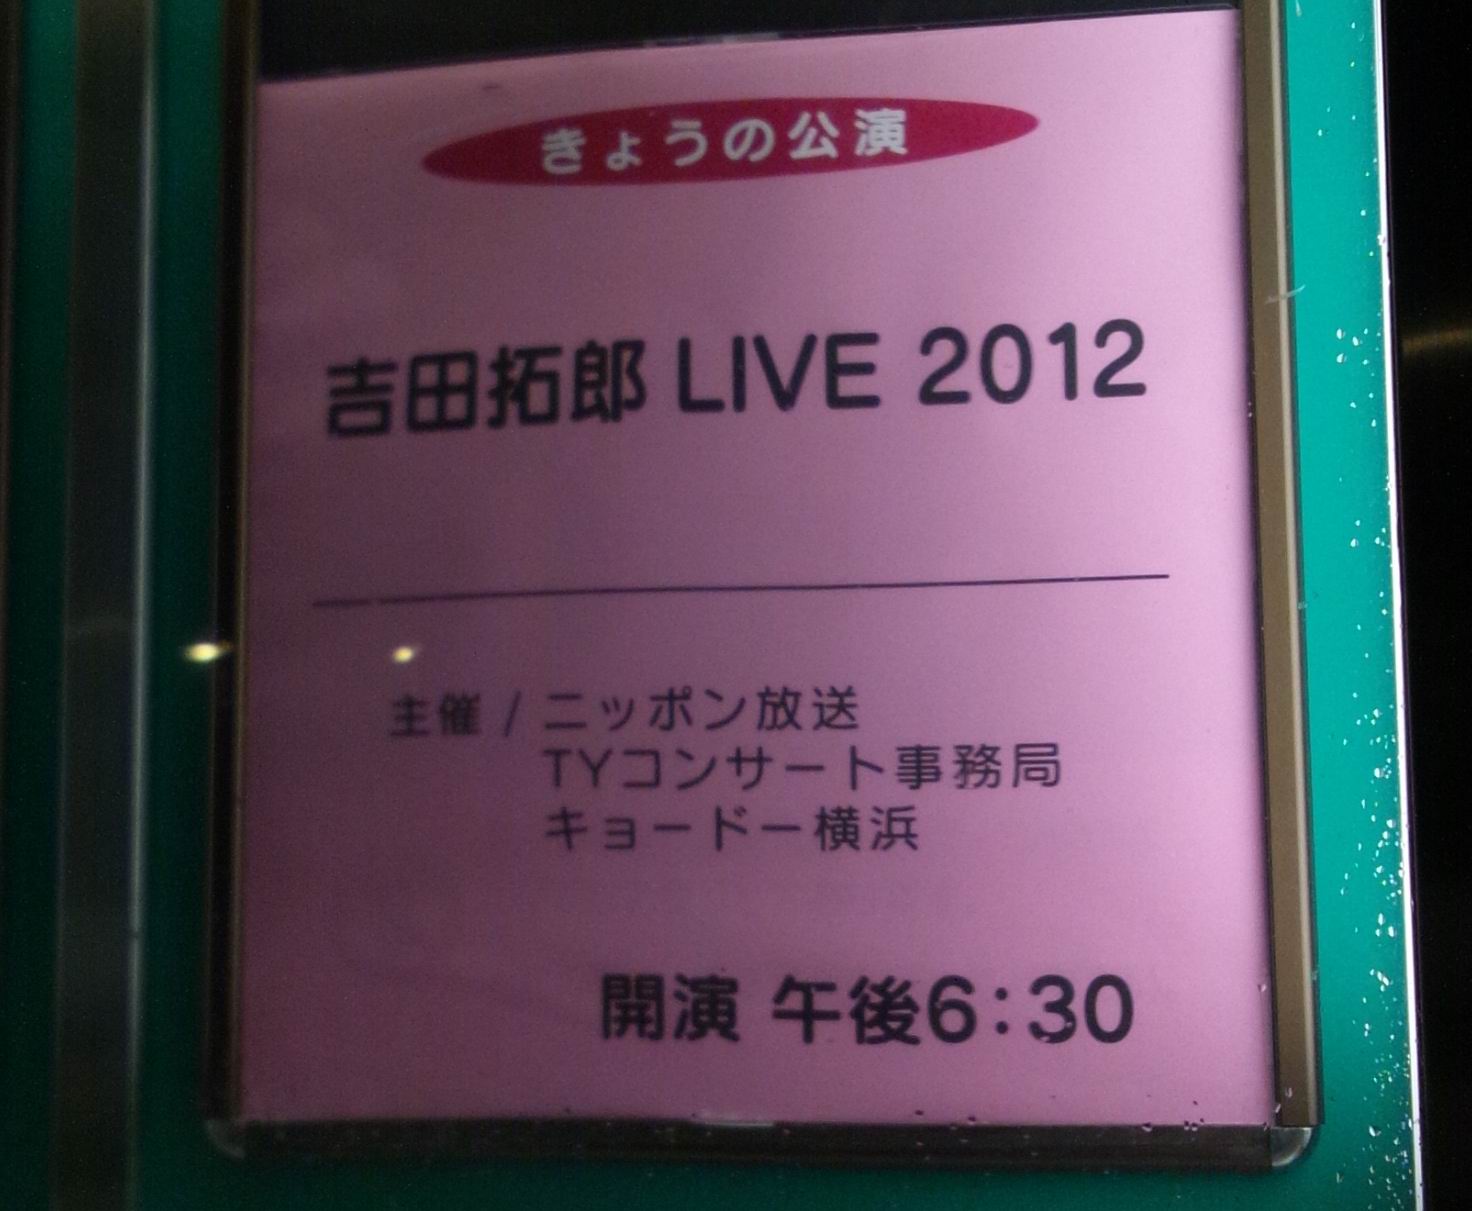 きょうの公演
吉田拓郎 LIVE 2012
主催 / ニッポン放送
TYコンサート事務局
キョードー横浜
開演 午後6:30